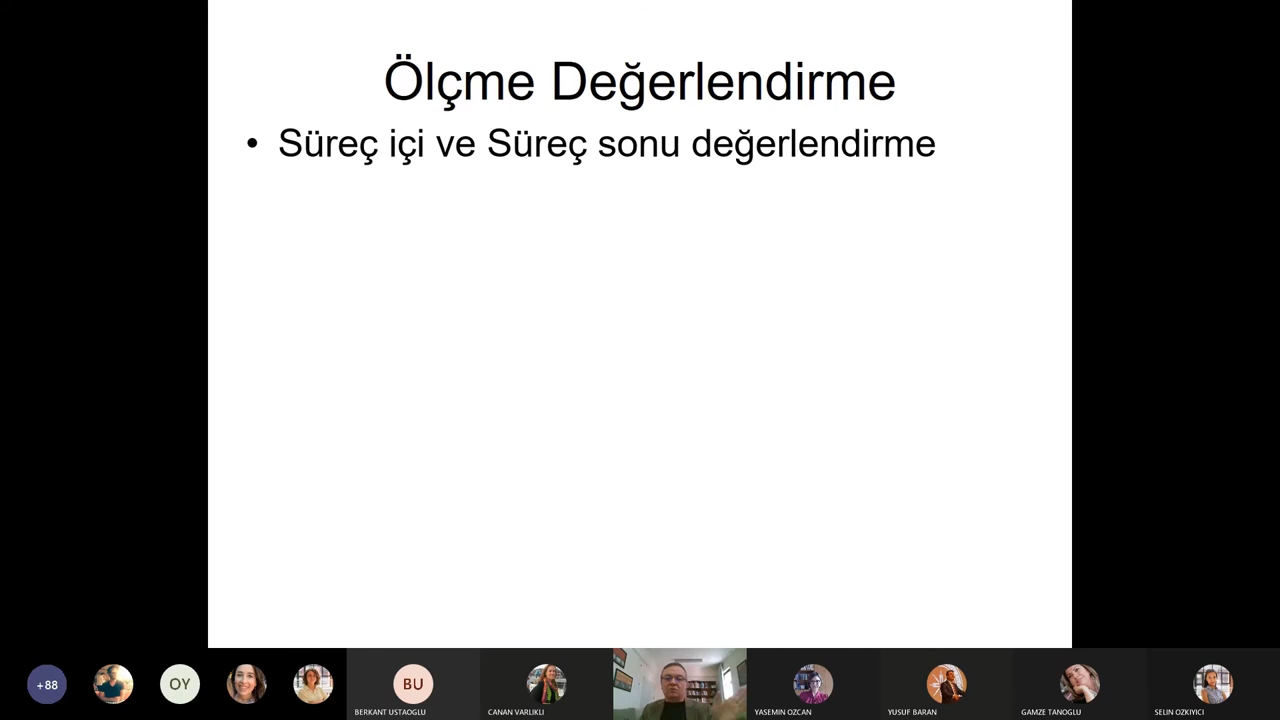 Ölçme Değerlendirme
• Süreç içi ve Süreç sonu değerlendirme
+88
OY
BU
BERKANT USTAOGLU
CANAN VARLIKLI
YASEMIN OZCAN
YUSUF BARAN
GAMZE TANOGLU
SELIN OZKIYICI